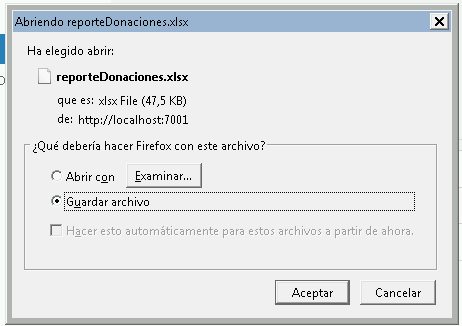 Abriendo reporteDonaciones.xlsx
Ha elegido abrir:
reporteDonaciones.xlsx
que es: xlsx File (47,5 KB)
de: http://localhost:7001
¿Qué debería hacer Firefox con este archivo?
Abrir con Examinar...
Guardar archivo
Hacer esto automáticamente para estos archivos a partir de ahora.
Aceptar Cancelar